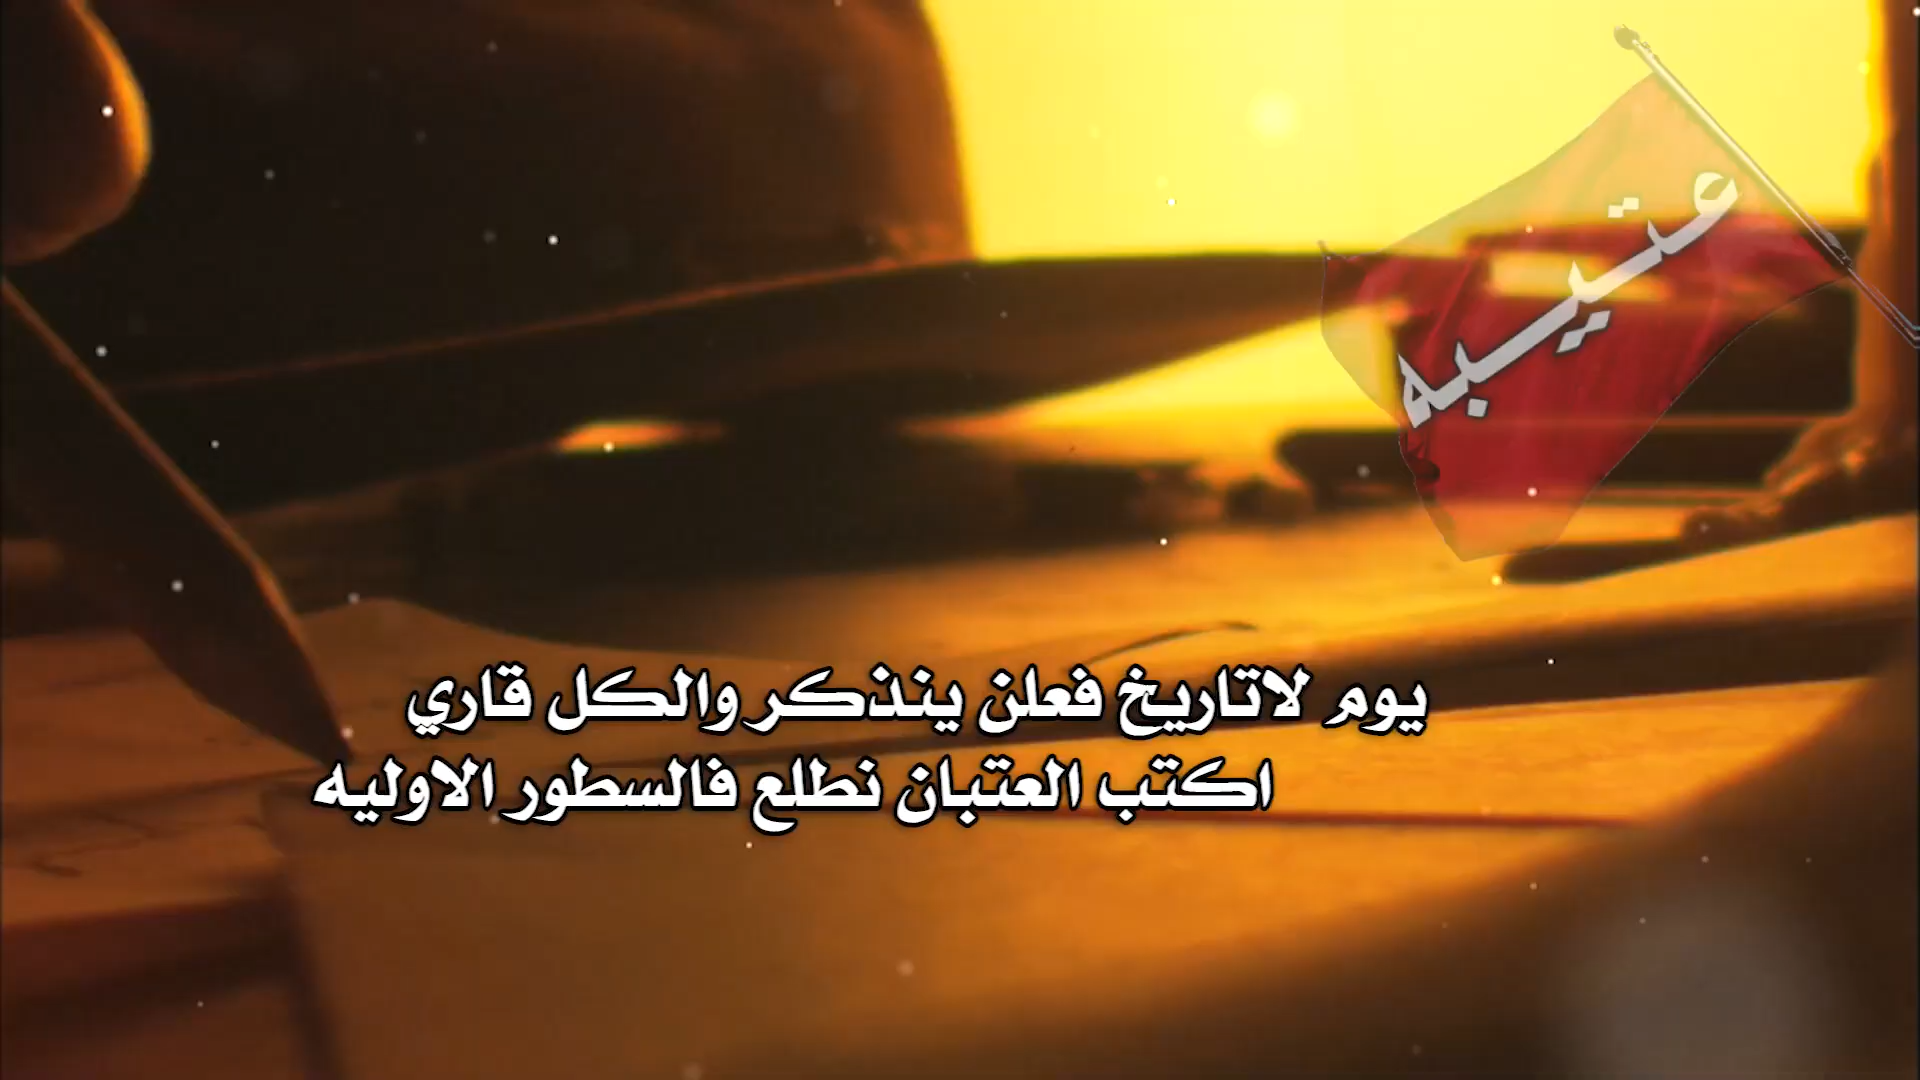 عتيبه
يوم لاتاريخ فعلن ينذكر والكل قاري
اكتب العتبان نطلع فالسطور الاوليه